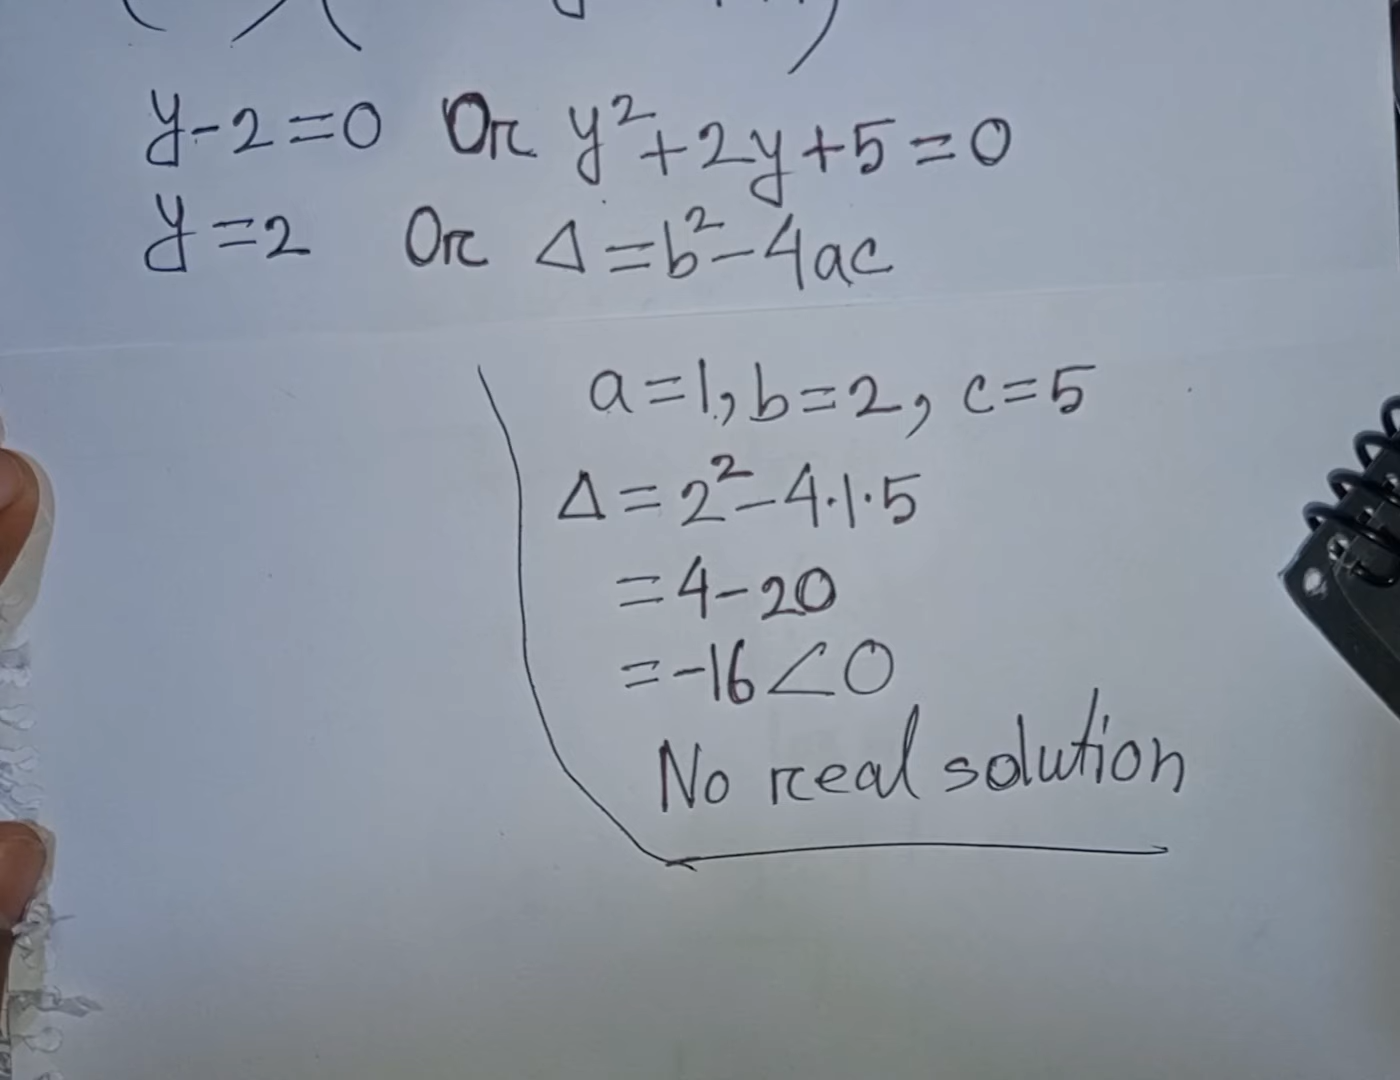 y-2=0 Or y²+2y+5=0
y=2 Or Δ=b²-4ac
a=1, b=2, c=5
Δ=2²-4·1·5
=4-20
=-16<0
No real solution